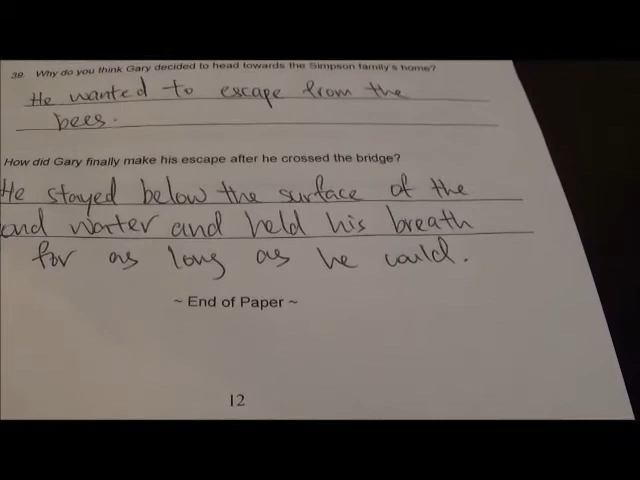 39. Why do you think Gary decided to head towards the Simpson family's home?
He wanted to escape from the
bees.
How did Gary finally make his escape after he crossed the bridge?
He stayed below the surface of the
and water and held his breath
for as long as he could.
~ End of Paper ~
12